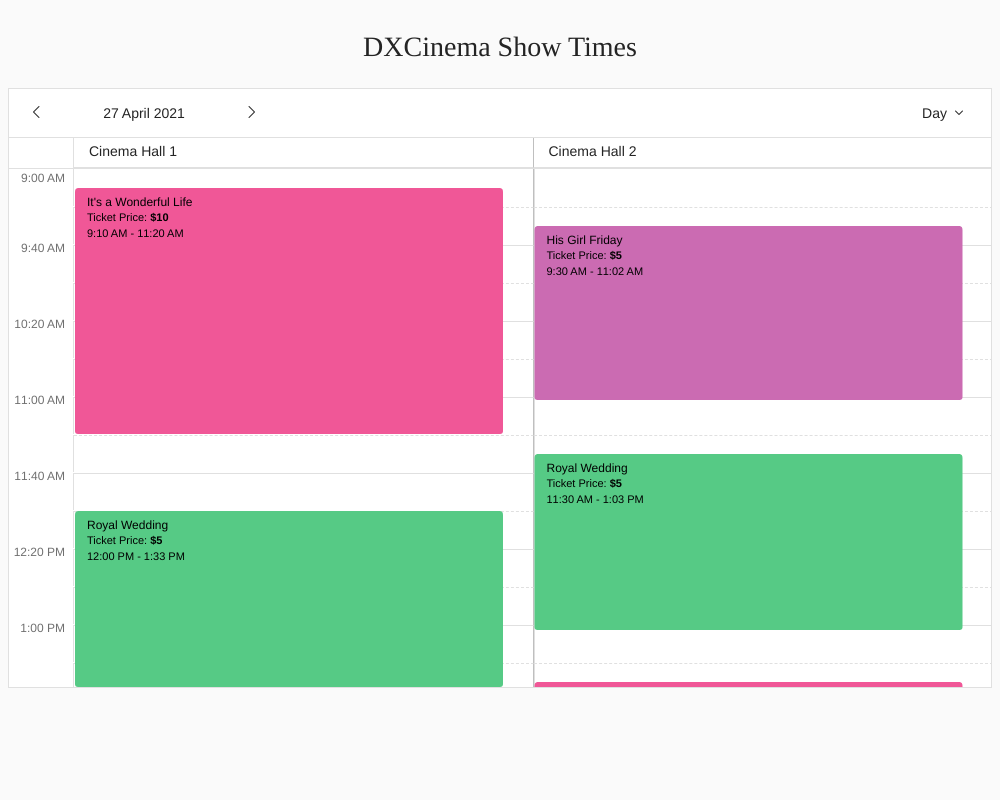 DXCinema Show Times
27 April 2021
Day
Cinema Hall 1
Cinema Hall 2
9:00 AM
9:40 AM
10:20 AM
11:00 AM
11:40 AM
12:20 PM
1:00 PM
It's a Wonderful Life
Ticket Price: $10
9:10 AM - 11:20 AM
Royal Wedding
Ticket Price: $5
12:00 PM - 1:33 PM
His Girl Friday
Ticket Price: $5
9:30 AM - 11:02 AM
Royal Wedding
Ticket Price: $5
11:30 AM - 1:03 PM